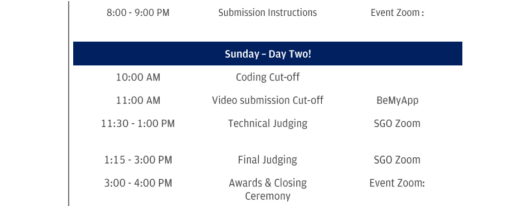 8:00 - 9:00 PM Submission Instructions Event Zoom :
Sunday – Day Two!
10:00 AM Coding Cut-off
11:00 AM Video submission Cut-off BeMyApp
11:30 - 1:00 PM Technical Judging SGO Zoom
1:15 - 3:00 PM Final Judging SGO Zoom
3:00 - 4:00 PM Awards & Closing Event Zoom:
Ceremony